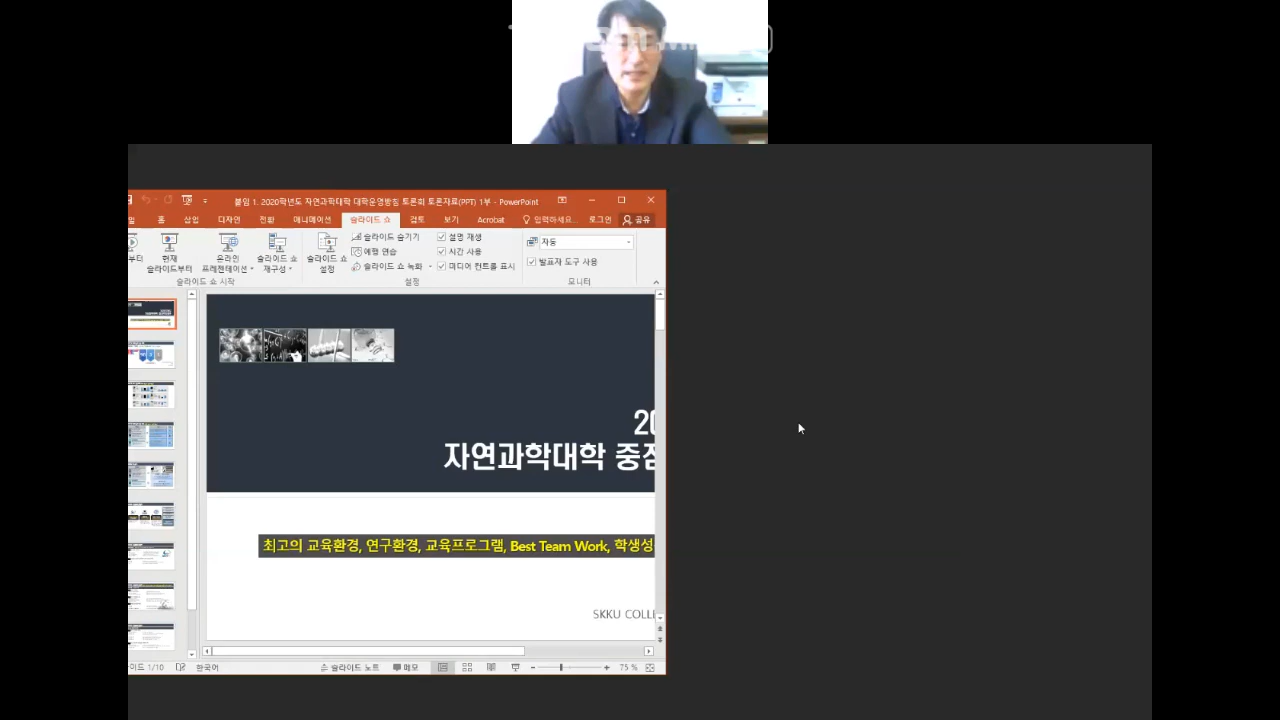 붙임 1. 2020학년도 자연과학대학 대학운영방침 토론회 토론자료(PPT) 1부 - PowerPoint
홈 삽입 디자인 전환 애니메이션 슬라이드 쇼 검토 보기 Acrobat 입력하세요... 로그인 공유
부터
현재
슬라이드부터
온라인
프레젠테이션
슬라이드 쇼
재구성
슬라이드 쇼
설정
슬라이드 숨기기
예행 연습
슬라이드 쇼 녹화
설명 재생
시간 사용
미디어 컨트롤 표시
자동
발표자 도구 사용
슬라이드 쇼 시작
설정
모니터
20
자연과학대학 중점
최고의 교육환경, 연구환경, 교육프로그램, Best Team Work, 학생성
SKKU COLL
라이드 1/10 한국어 슬라이드 노트 메모 75 %